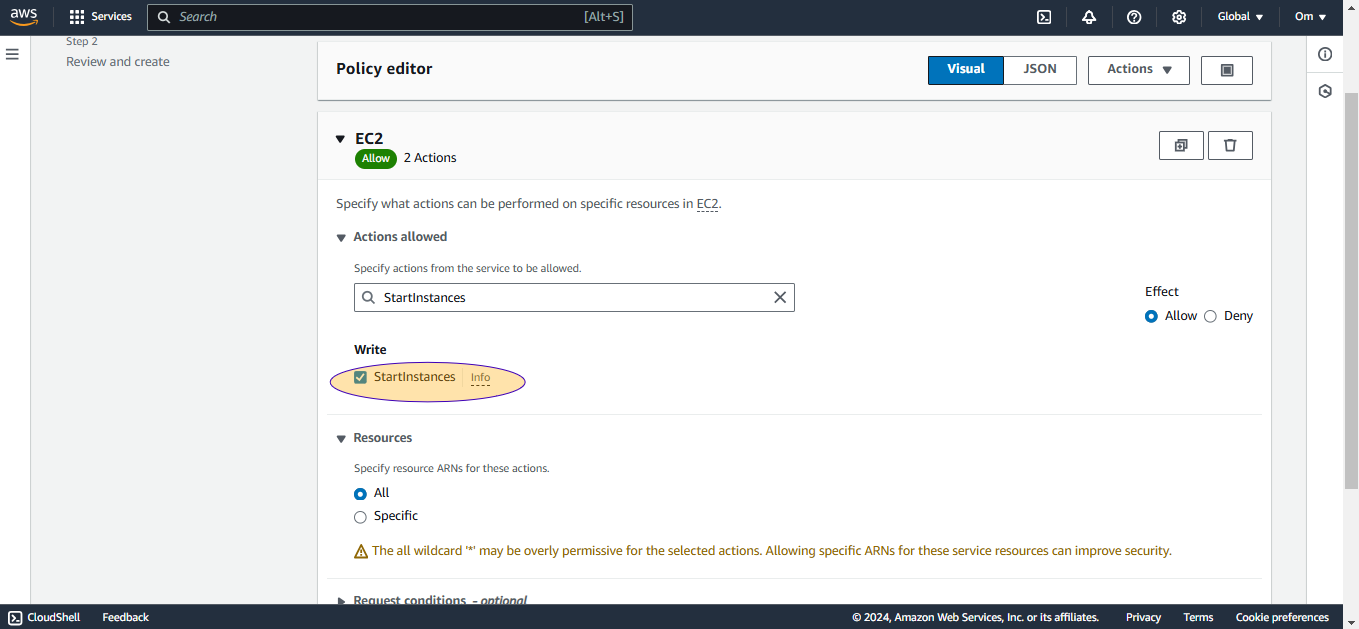 aws Services Search [Alt+S] Global ▼ Om ▼
Step 2
Review and create
Policy editor Visual JSON Actions ▼
EC2
Allow 2 Actions
Specify what actions can be performed on specific resources in EC2.
Actions allowed
Specify actions from the service to be allowed.
StartInstances
Effect
Allow Deny
Write
StartInstances Info
Resources
Specify resource ARNs for these actions.
All
Specific
The all wildcard '*' may be overly permissive for the selected actions. Allowing specific ARNs for these service resources can improve security.
Request conditions - optional
CloudShell Feedback © 2024, Amazon Web Services, Inc. or its affiliates. Privacy Terms Cookie preferences